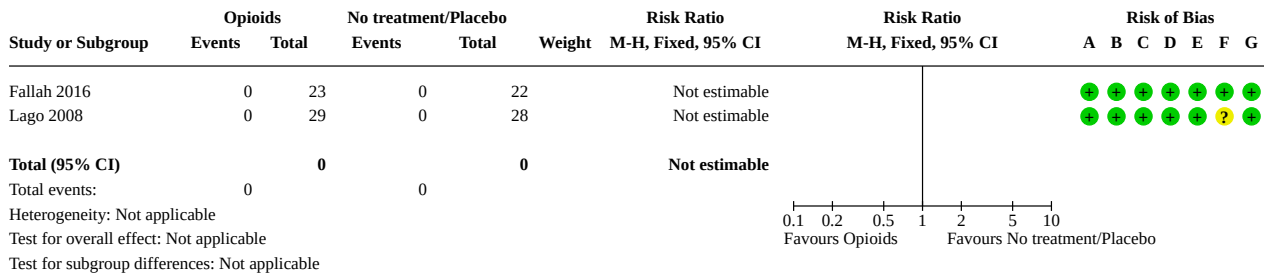 Opioids No treatment/Placebo Risk Ratio Risk Ratio Risk of Bias
Study or Subgroup Events Total Events Total Weight M-H, Fixed, 95% CI M-H, Fixed, 95% CI A B C D E F G
Fallah 2016 0 23 0 22 Not estimable + + + + + + +
Lago 2008 0 29 0 28 Not estimable + + + + + ? +
Total (95% CI) 0 0 Not estimable
Total events: 0 0
Heterogeneity: Not applicable
0.1 0.2 0.5 1 2 5 10
Test for overall effect: Not applicable Favours Opioids Favours No treatment/Placebo
Test for subgroup differences: Not applicable